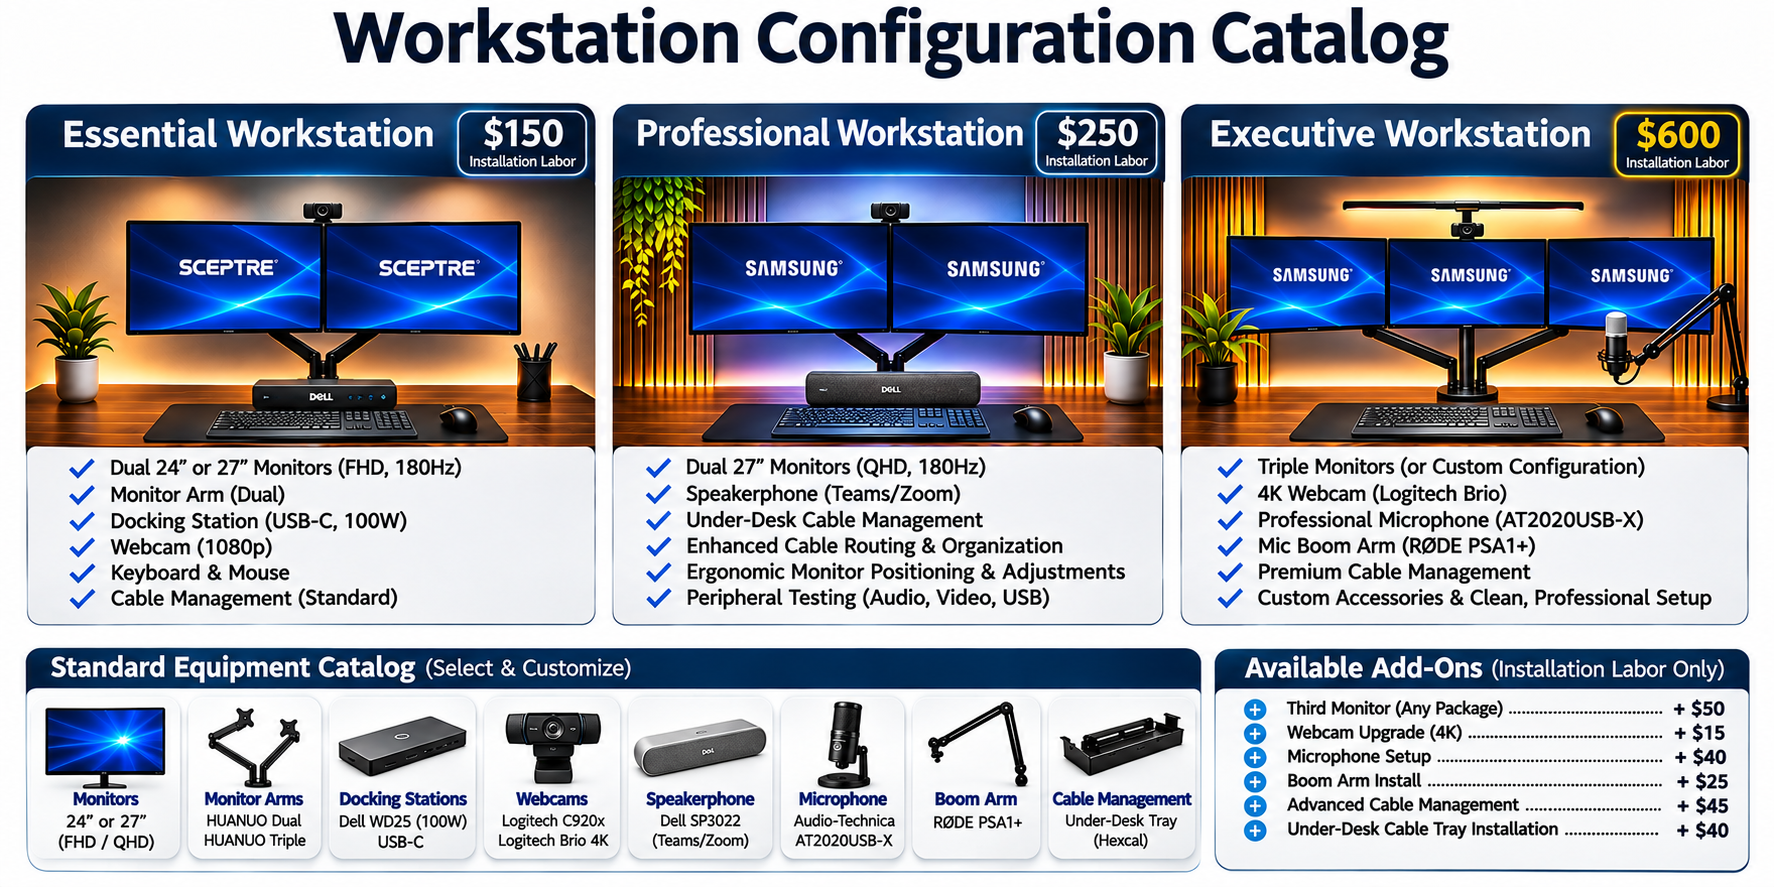 Workstation Configuration Catalog
Essential Workstation
$150
Installation Labor
SCEPTRE
SCEPTRE
DELL
✓ Dual 24” or 27” Monitors (FHD, 180Hz)
✓ Monitor Arm (Dual)
✓ Docking Station (USB-C, 100W)
✓ Webcam (1080p)
✓ Keyboard & Mouse
✓ Cable Management (Standard)
Professional Workstation
$250
Installation Labor
SAMSUNG
SAMSUNG
DELL
✓ Dual 27” Monitors (QHD, 180Hz)
✓ Speakerphone (Teams/Zoom)
✓ Under-Desk Cable Management
✓ Enhanced Cable Routing & Organization
✓ Ergonomic Monitor Positioning & Adjustments
✓ Peripheral Testing (Audio, Video, USB)
Executive Workstation
$600
Installation Labor
SAMSUNG
SAMSUNG
SAMSUNG
✓ Triple Monitors (or Custom Configuration)
✓ 4K Webcam (Logitech Brio)
✓ Professional Microphone (AT2020USB-X)
✓ Mic Boom Arm (RØDE PSA1+)
✓ Premium Cable Management
✓ Custom Accessories & Clean, Professional Setup
Standard Equipment Catalog (Select & Customize)
Monitors
24” or 27”
(FHD / QHD)
Monitor Arms
HUANUO Dual
HUANUO Triple
Docking Stations
Dell WD25 (100W)
USB-C
Webcams
Logitech C920x
Logitech Brio 4K
DELL
Speakerphone
Dell SP3022
(Teams/Zoom)
Microphone
Audio-Technica
AT2020USB-X
Boom Arm
RØDE PSA1+
Cable Management
Under-Desk Tray
(Hexcal)
Available Add-Ons (Installation Labor Only)
Third Monitor (Any Package) ........ + $50
Webcam Upgrade (4K) ........ + $15
Microphone Setup ........ + $40
Boom Arm Install ........ + $25
Advanced Cable Management ........ + $45
Under-Desk Cable Tray Installation ........ + $40